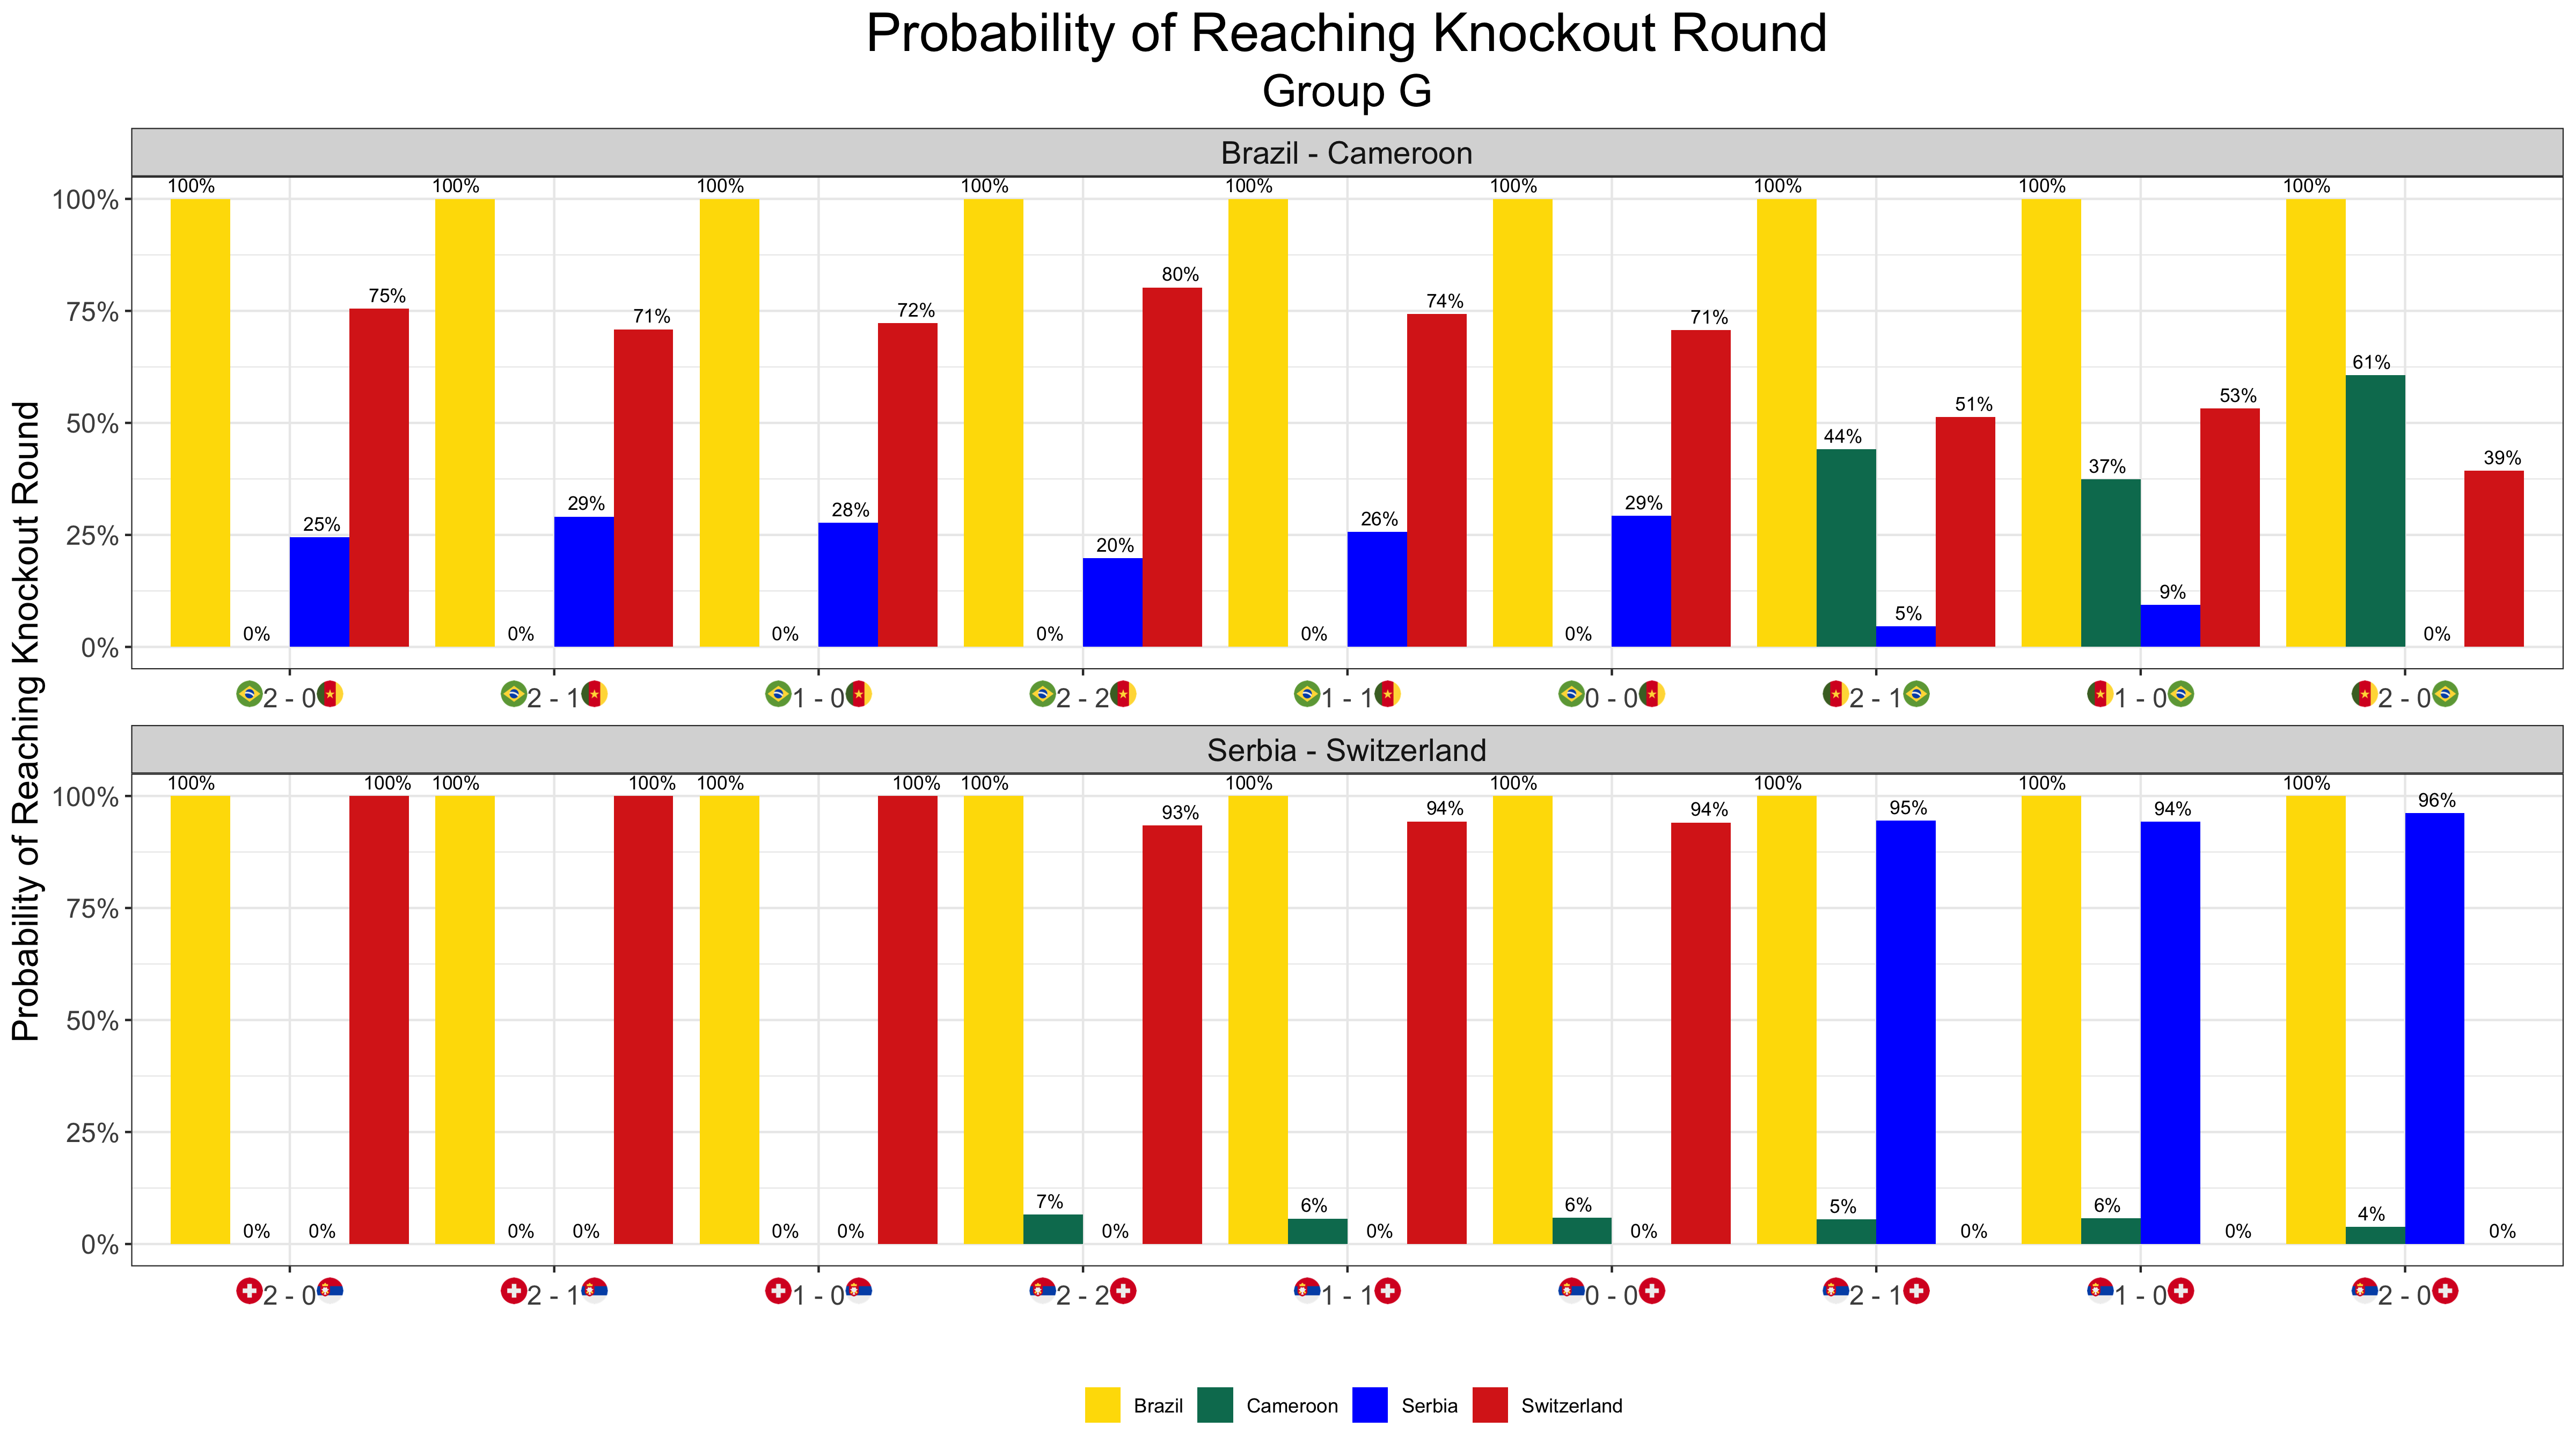 Probability of Reaching Knockout Round
Group G
Probability of Reaching Knockout Round
Brazil - Cameroon
100% 100% 100% 100% 100% 100% 100% 100% 100%
100%
80%
75% 71% 72% 74% 71%
75%
61%
51% 53%
50%
44% 37% 39%
25% 29% 28% 20% 26% 29%
25%
5% 9%
0% 0% 0% 0% 0% 0% 0%
0%
2 - 0 2 - 1 1 - 0 2 - 2 1 - 1 0 - 0 2 - 1 1 - 0 2 - 0
Serbia - Switzerland
100% 100% 100% 100% 100% 100% 100% 100% 100% 100% 100% 100%
100%
93% 94% 94% 95% 94% 96%
75%
50%
25%
7% 6% 6% 5% 6% 4%
0% 0% 0% 0% 0% 0% 0% 0% 0% 0% 0% 0%
0%
2 - 0 2 - 1 1 - 0 2 - 2 1 - 1 0 - 0 2 - 1 1 - 0 2 - 0
Brazil Cameroon Serbia Switzerland